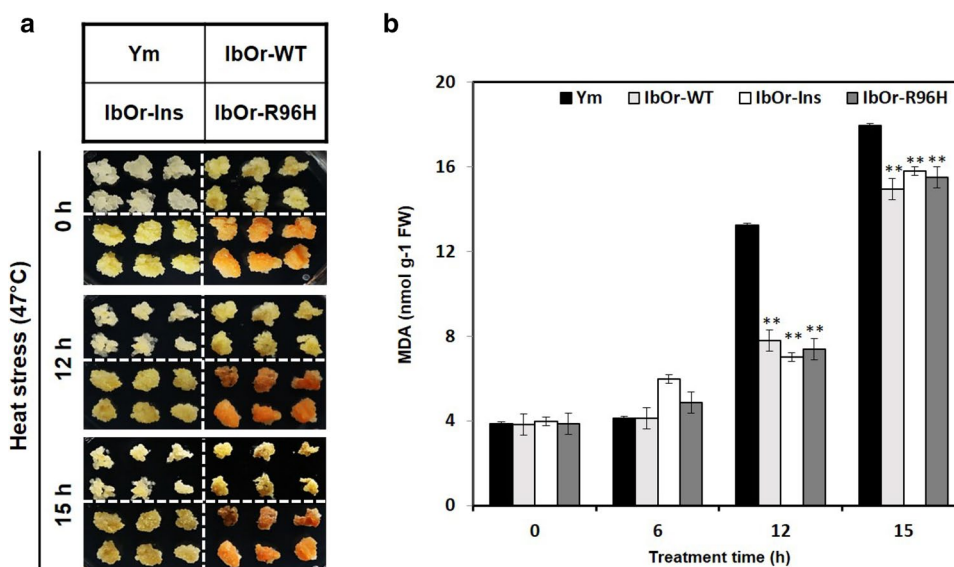 a
Ym IbOr-WT
IbOr-Ins IbOr-R96H
Heat stress (47°C)
0 h
12 h
15 h
b
20
16
12
8
4
0
MDA (nmol g-1 FW)
Ym IbOr-WT IbOr-Ins IbOr-R96H
** ** **
** ** **
0 6 12 15
Treatment time (h)